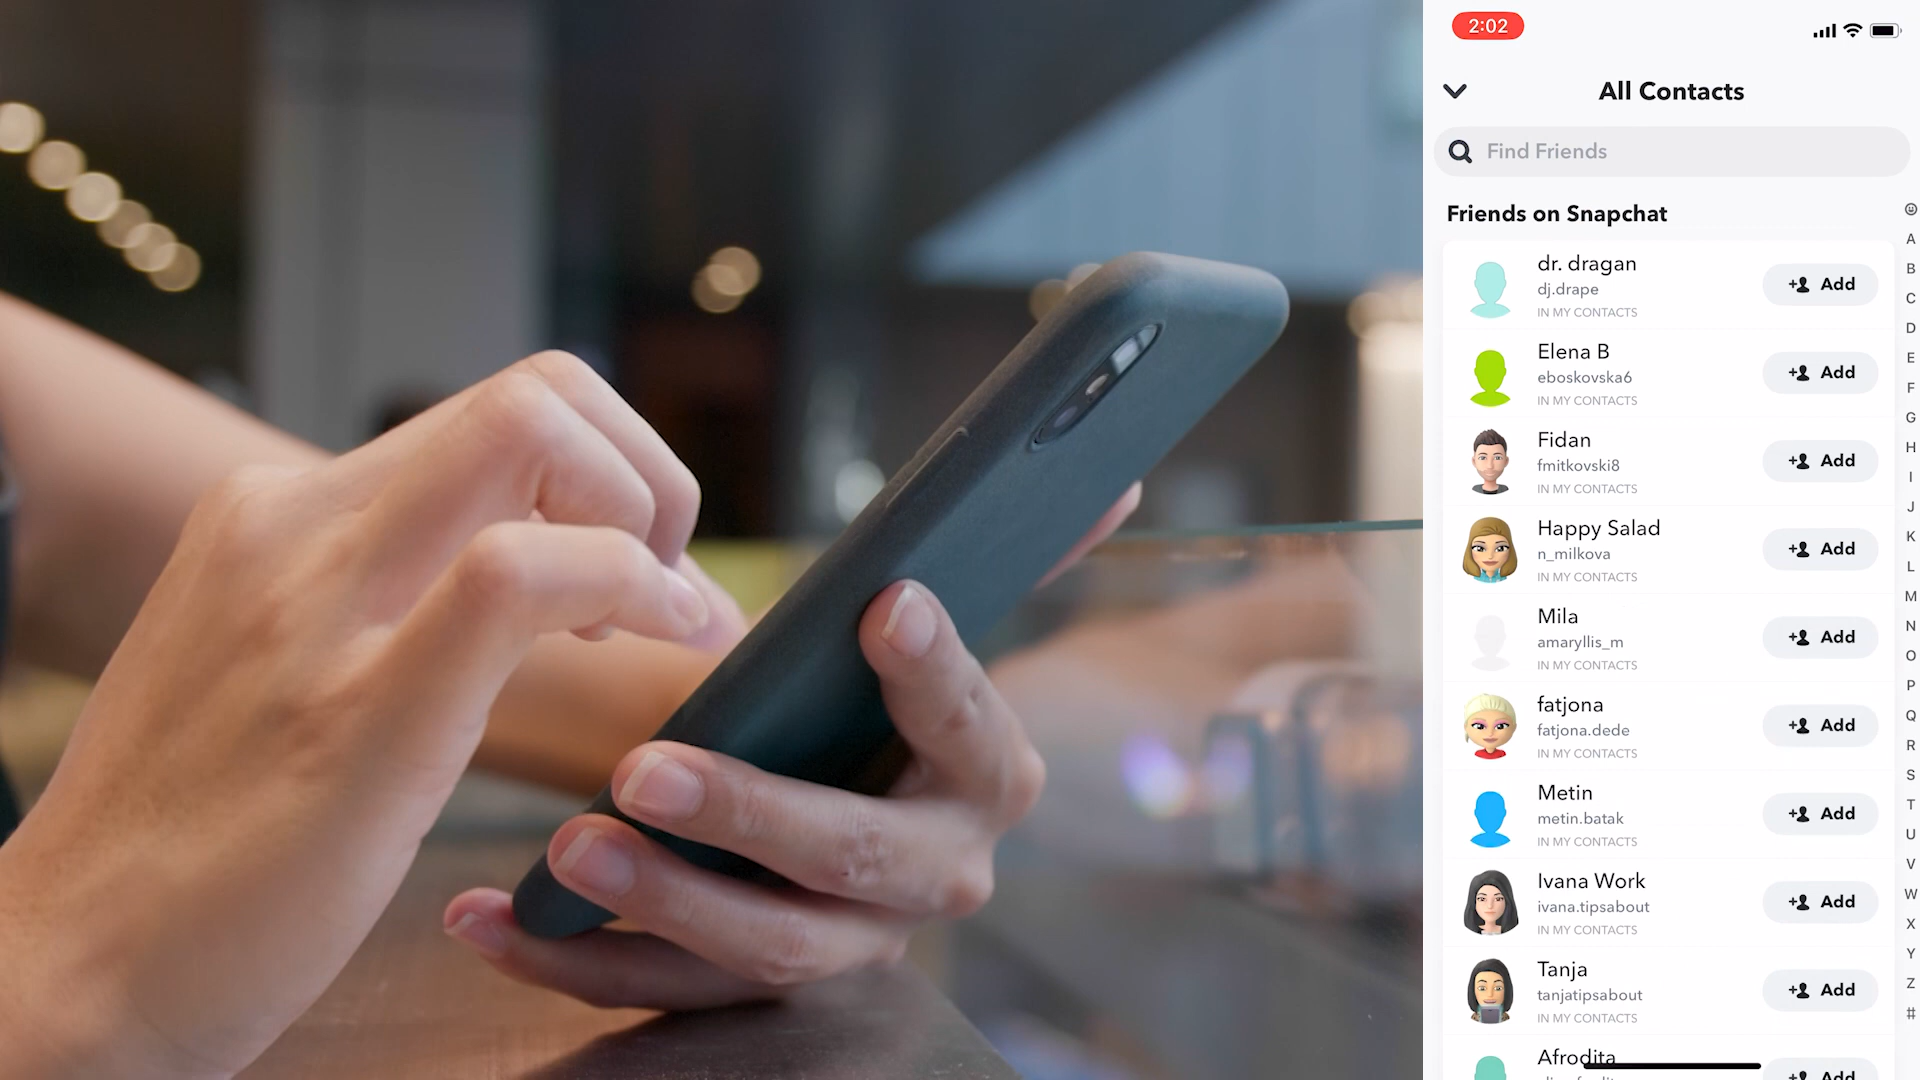 2:02
All Contacts
Find Friends
Friends on Snapchat
dr. dragan
dj.drape
IN MY CONTACTS
+ Add
Elena B
eboskovska6
IN MY CONTACTS
+ Add
Fidan
fmitkovski8
IN MY CONTACTS
+ Add
Happy Salad
n_milkova
IN MY CONTACTS
+ Add
Mila
amaryllis_m
IN MY CONTACTS
+ Add
fatjona
fatjona.dede
IN MY CONTACTS
+ Add
Metin
metin.batak
IN MY CONTACTS
+ Add
Ivana Work
ivana.tipsabout
IN MY CONTACTS
+ Add
Tanja
tanjatipsabout
IN MY CONTACTS
+ Add
Afrodita
Add
A
B
C
D
E
F
G
H
I
J
K
L
M
N
O
P
Q
R
S
T
U
V
W
X
Y
Z
#